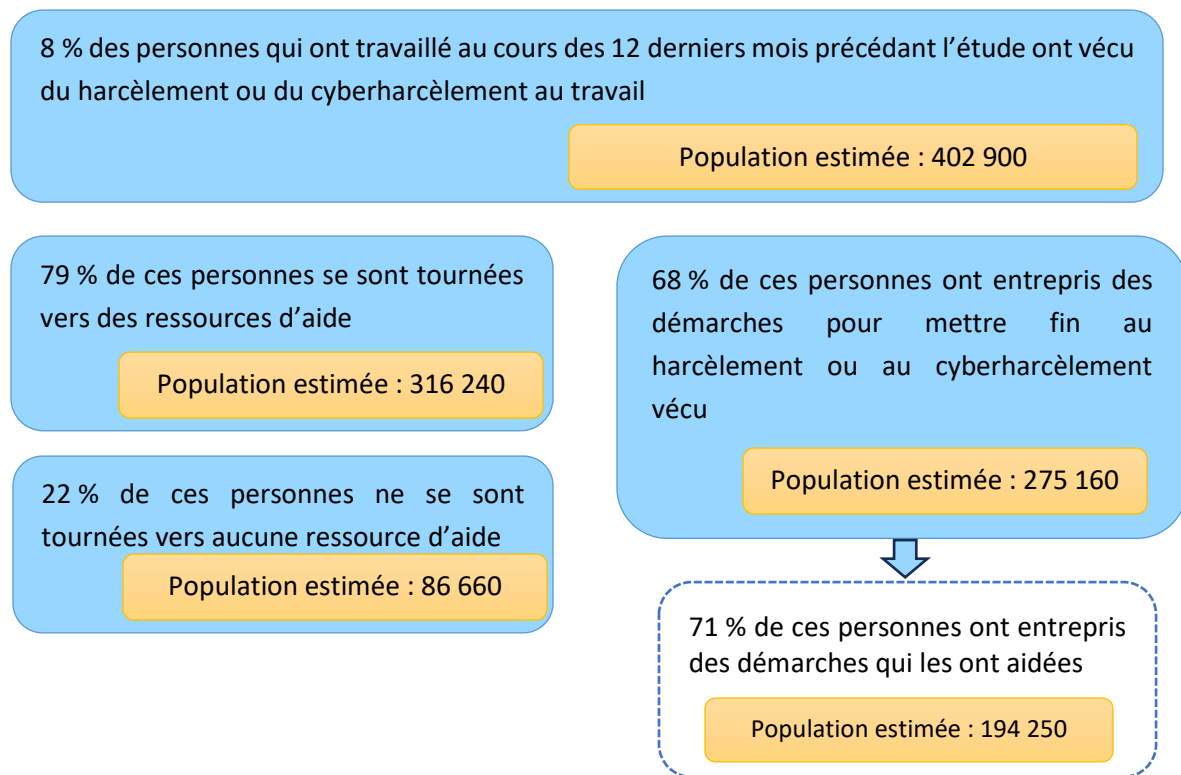 8 % des personnes qui ont travaillé au cours des 12 derniers mois précédant l’étude ont vécu
du harcèlement ou du cyberharcèlement au travail
Population estimée : 402 900
79 % de ces personnes se sont tournées
vers des ressources d’aide
Population estimée : 316 240
22 % de ces personnes ne se sont
tournées vers aucune ressource d’aide
Population estimée : 86 660
68 % de ces personnes ont entrepris des
démarches pour mettre fin au
harcèlement ou au cyberharcèlement
vécu
Population estimée : 275 160
71 % de ces personnes ont entrepris
des démarches qui les ont aidées
Population estimée : 194 250